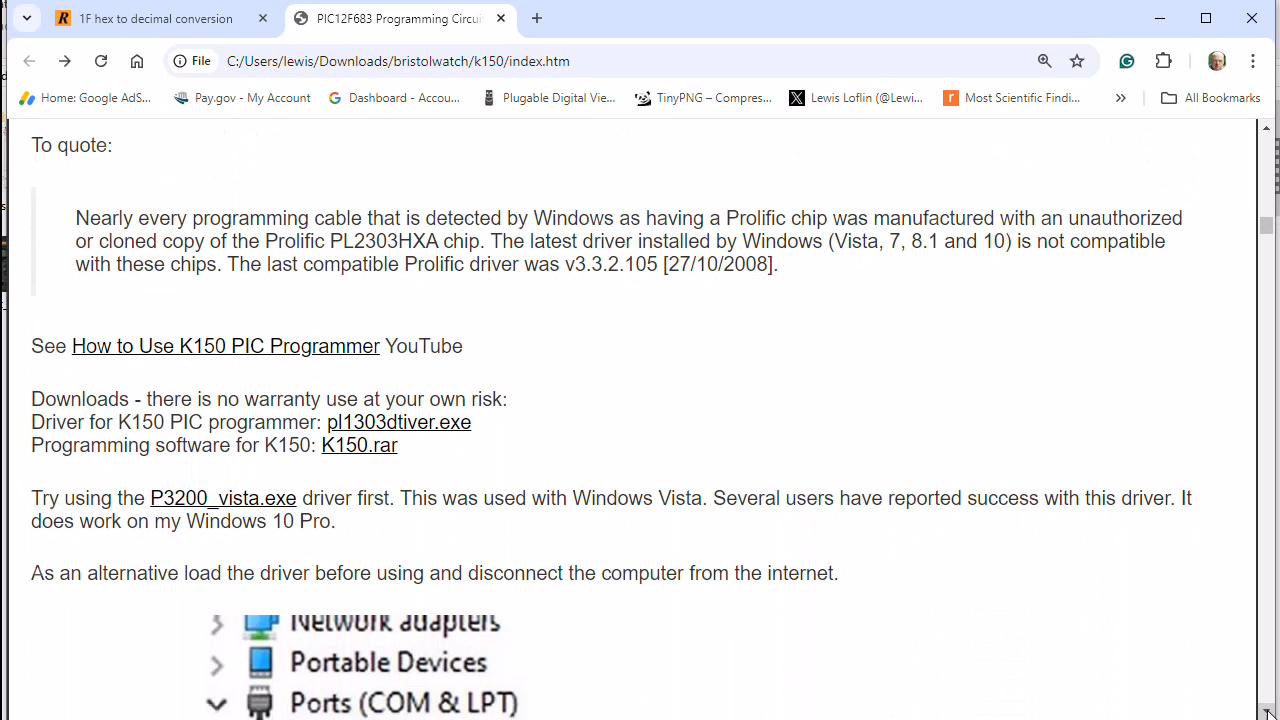 1F hex to decimal conversion
PIC12F683 Programming Circui
File
C:/Users/lewis/Downloads/bristolwatch/k150/index.htm
Home: Google AdS...
Pay.gov - My Account
Dashboard - Accou...
Plugable Digital Vie...
TinyPNG – Compres...
Lewis Loflin (@Lewi...
Most Scientific Findi...
»
All Bookmarks
To quote:
Nearly every programming cable that is detected by Windows as having a Prolific chip was manufactured with an unauthorized
or cloned copy of the Prolific PL2303HXA chip. The latest driver installed by Windows (Vista, 7, 8.1 and 10) is not compatible
with these chips. The last compatible Prolific driver was v3.3.2.105 [27/10/2008].
See How to Use K150 PIC Programmer YouTube
Downloads - there is no warranty use at your own risk:
Driver for K150 PIC programmer: pl1303dtiver.exe
Programming software for K150: K150.rar
Try using the P3200_vista.exe driver first. This was used with Windows Vista. Several users have reported success with this driver. It
does work on my Windows 10 Pro.
As an alternative load the driver before using and disconnect the computer from the internet.
Network adapters
Portable Devices
Ports (COM & LPT)